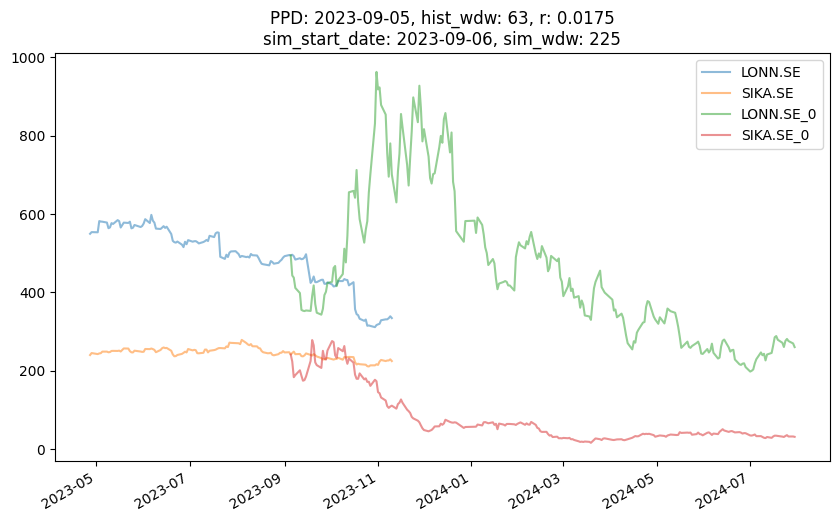 PPD: 2023-09-05, hist_wdw: 63, r: 0.0175
sim_start_date: 2023-09-06, sim_wdw: 225
1000
800
600
400
200
0
LONN.SE
SIKA.SE
LONN.SE_0
SIKA.SE_0
2023-05
2023-07
2023-09
2023-11
2024-01
2024-03
2024-05
2024-07